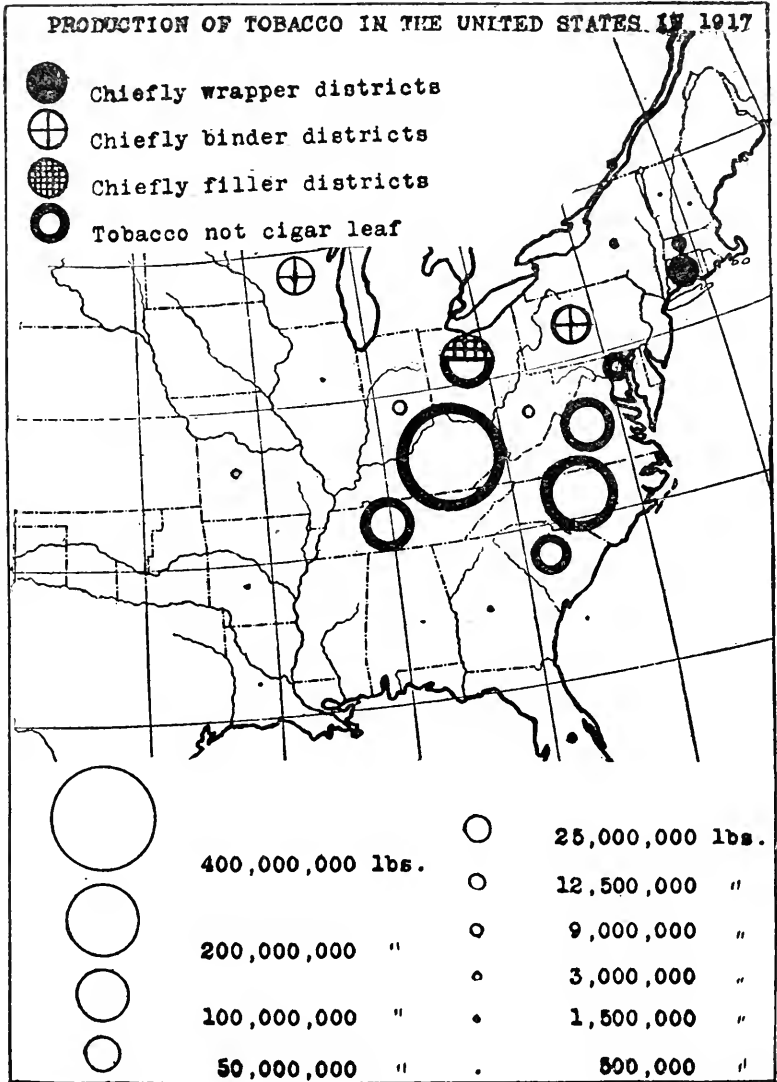 PRODUCTION OF TOBACCO IN THE UNITED STATES IN 1917
Chiefly wrapper districts
Chiefly binder districts
Chiefly filler districts
Tobacco not cigar leaf
400,000,000 lbs.
200,000,000 "
100,000,000 "
50,000,000 "
25,000,000 lbs.
12,500,000 "
9,000,000 "
3,000,000 "
1,500,000 "
500,000 "